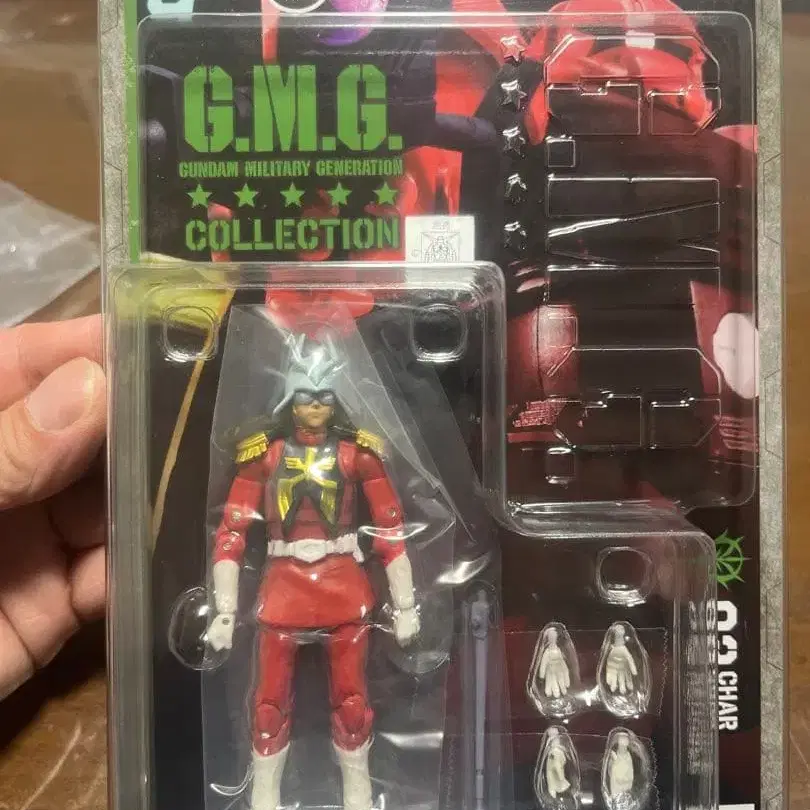 G.M.G.
GUNDAM MILITARY GENERATION
COLLECTION
G.M.G.
CHAR